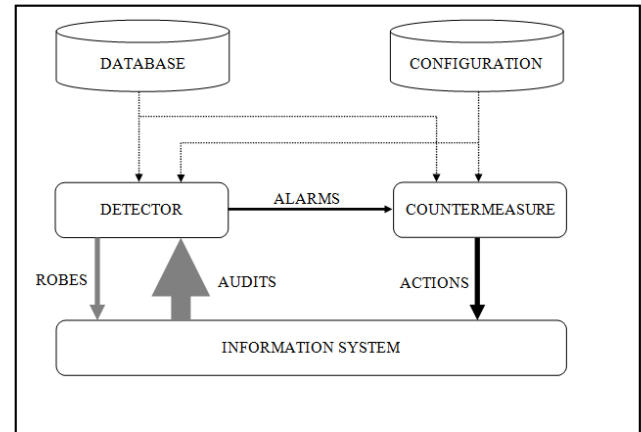 DATABASE
CONFIGURATION
DETECTOR
ALARMS
COUNTERMEASURE
ROBES
AUDITS
ACTIONS
INFORMATION SYSTEM